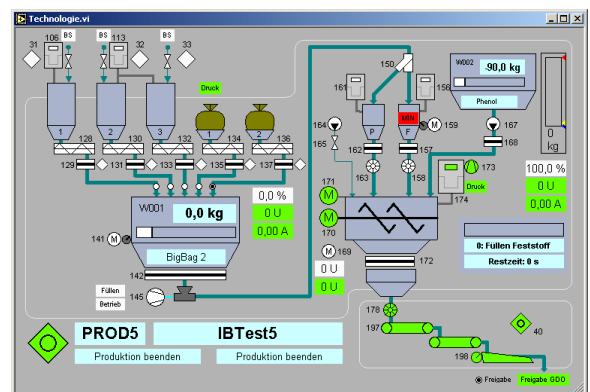 Technologie.vi
106
BS
BS
113
31
32
33
150
161
156
W002
-90,0 kg
Phenol
Druck
MIN
0
kg
1
2
3
1
2
P
F
M
159
164
167
165
168
128
130
132
134
136
162
157
129
131
133
135
137
163
158
173
100,0 %
0 U
0,00 A
171
M
Druck
174
W001
0,0 kg
0,0 %
0 U
0,00 A
170
M
141
M
BigBag 2
M
169
0 U
0 U
172
0: Füllen Feststoff
Restzeit: 0 s
142
Füllen
Betrieb
145
178
PROD5
IBTest5
197
40
Produktion beenden
Produktion beenden
198
Freigabe
Freigabe GDO